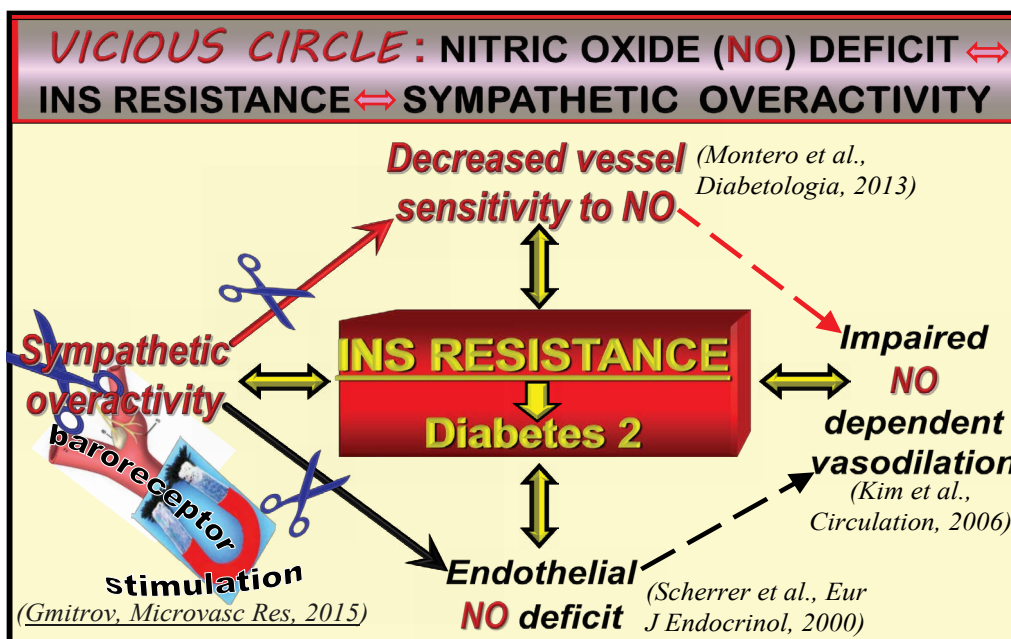 VICIOUS CIRCLE: NITRIC OXIDE (NO) DEFICIT ⇔
INS RESISTANCE ⇔ SYMPATHETIC OVERACTIVITY
Decreased vessel
sensitivity to NO
(Montero et al.,
Diabetologia, 2013)
Sympathetic
overactivity
baroreceptor
stimulation
(Gmitrov, Microvasc Res, 2015)
INS RESISTANCE
Diabetes 2
Impaired
NO
dependent
vasodilation
(Kim et al.,
Circulation, 2006)
Endothelial
NO deficit
(Scherrer et al., Eur
J Endocrinol, 2000)